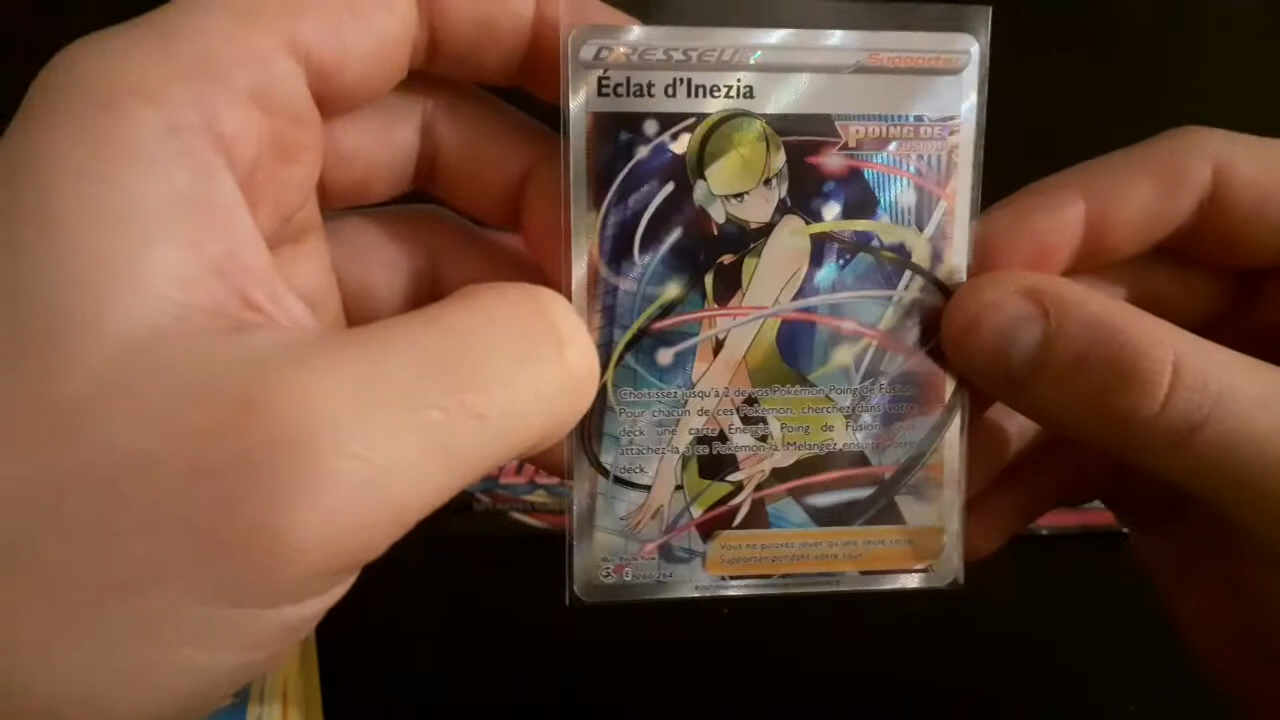 DRESSEUR
Supporter
Éclat d'Inezia
POING DE
FUSION
Choisissez jusqu'à 2 de vos Pokémon Poing de Fusion.
Pour chacun de ces Pokémon, cherchez dans votre
deck une carte Énergie Poing de Fusion, puis
attachez-la à ce Pokémon-là. Mélangez ensuite votre
deck.
Vous ne pouvez jouer qu'une seule carte
Supporter pendant votre tour.
E 260/264